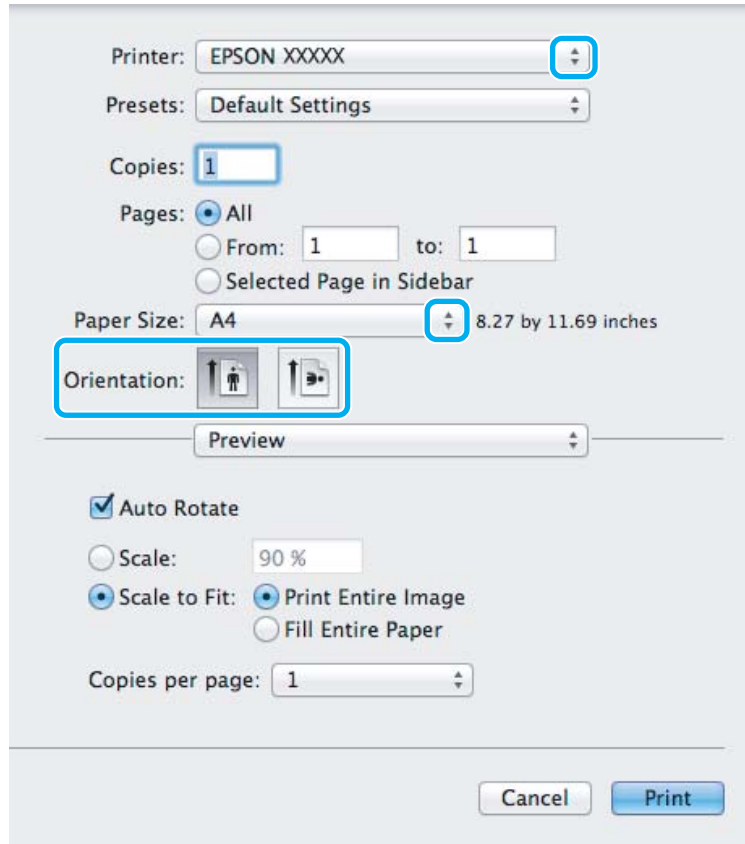 Printer: EPSON XXXXX
Presets: Default Settings
Copies: 1
Pages: All
From: 1 to: 1
Selected Page in Sidebar
Paper Size: A4 8.27 by 11.69 inches
Orientation:
Preview
Auto Rotate
Scale: 90 %
Scale to Fit: Print Entire Image
Fill Entire Paper
Copies per page: 1
Cancel Print